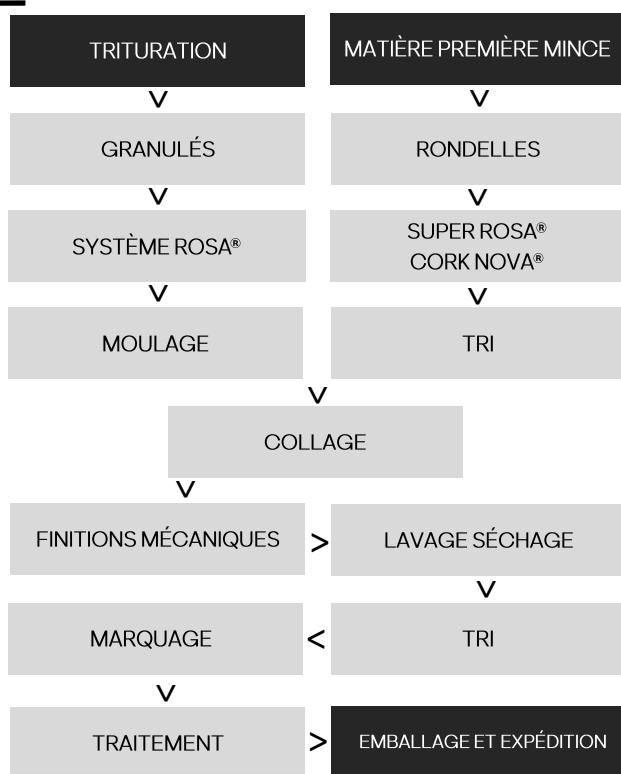 TRITURATION
MATIÈRE PREMIÈRE MINCE
GRANULÉS
RONDELLES
SYSTÈME ROSA®
SUPER ROSA®
CORK NOVA®
MOULAGE
TRI
COLLAGE
FINITIONS MÉCANIQUES
LAVAGE SÉCHAGE
MARQUAGE
TRI
TRAITEMENT
EMBALLAGE ET EXPÉDITION